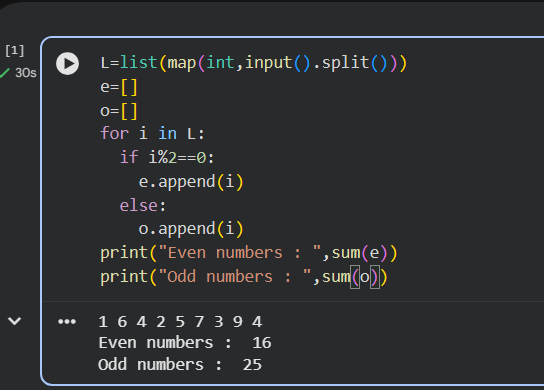 [1]
30s
L=list(map(int,input().split()))
e=[]
o=[]
for i in L:
  if i%2==0:
    e.append(i)
  else:
    o.append(i)
print("Even numbers : ",sum(e))
print("Odd numbers : ",sum(o))
1 6 4 2 5 7 3 9 4
Even numbers :  16
Odd numbers :  25